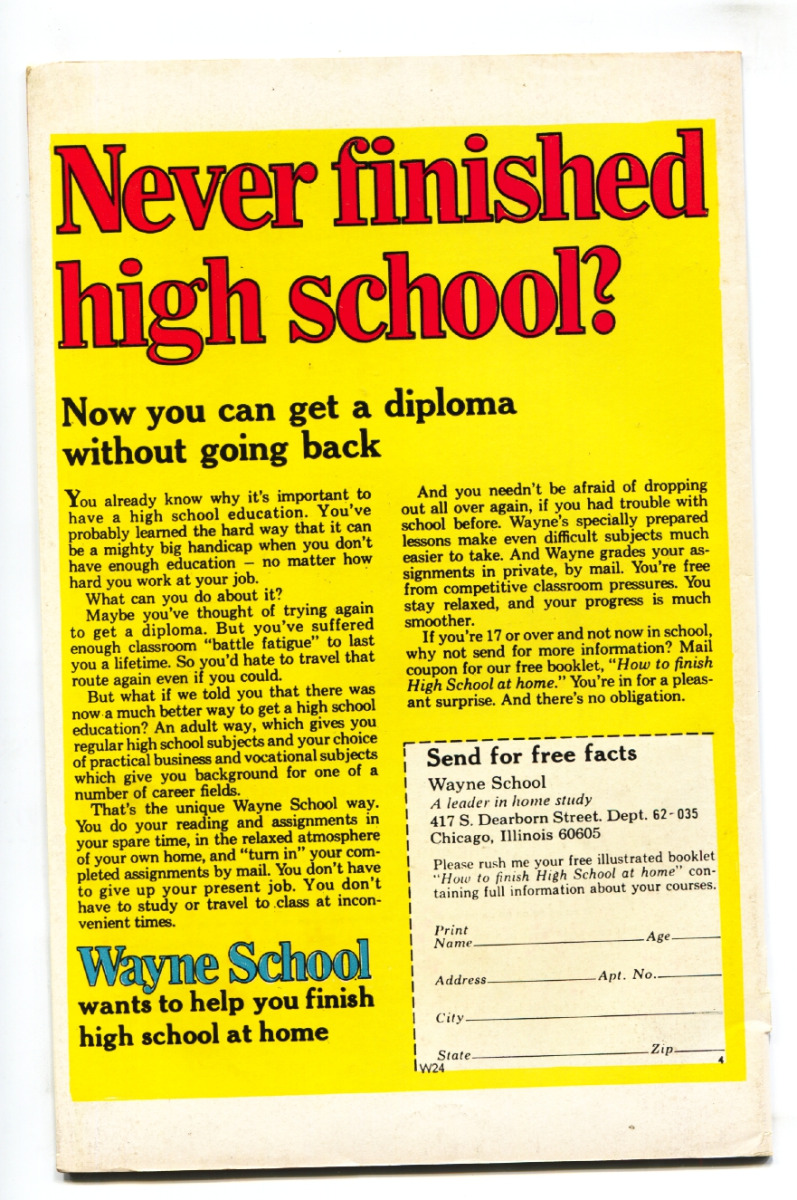 Never finished
high school?
Now you can get a diploma
without going back
You already know why it's important to
have a high school education. You've
probably learned the hard way that it can
be a mighty big handicap when you don't
have enough education – no matter how
hard you work at your job.
What can you do about it?
Maybe you've thought of trying again
to get a diploma. But you've suffered
enough classroom "battle fatigue" to last
you a lifetime. So you'd hate to travel that
route again even if you could.
But what if we told you that there was
now a much better way to get a high school
education? An adult way, which gives you
regular high school subjects and your choice
of practical business and vocational subjects
which give you background for one of a
number of career fields.
That's the unique Wayne School way.
You do your reading and assignments in
your spare time, in the relaxed atmosphere
of your own home, and "turn in" your com-
pleted assignments by mail. You don't have
to give up your present job. You don't
have to study or travel to class at incon-
venient times.
Wayne School
wants to help you finish
high school at home
And you needn't be afraid of dropping
out all over again, if you had trouble with
school before. Wayne's specially prepared
lessons make even difficult subjects much
easier to take. And Wayne grades your as-
signments in private, by mail. You're free
from competitive classroom pressures. You
stay relaxed, and your progress is much
smoother.
If you're 17 or over and not now in school,
why not send for more information? Mail
coupon for our free booklet, "How to finish
High School at home." You're in for a pleas-
ant surprise. And there's no obligation.
Send for free facts
Wayne School
A leader in home study
417 S. Dearborn Street. Dept. 62-035
Chicago, Illinois 60605
Please rush me your free illustrated booklet
"How to finish High School at home" con-
taining full information about your courses.
Print
Name Age
Address Apt. No.
City
State Zip
W24 4